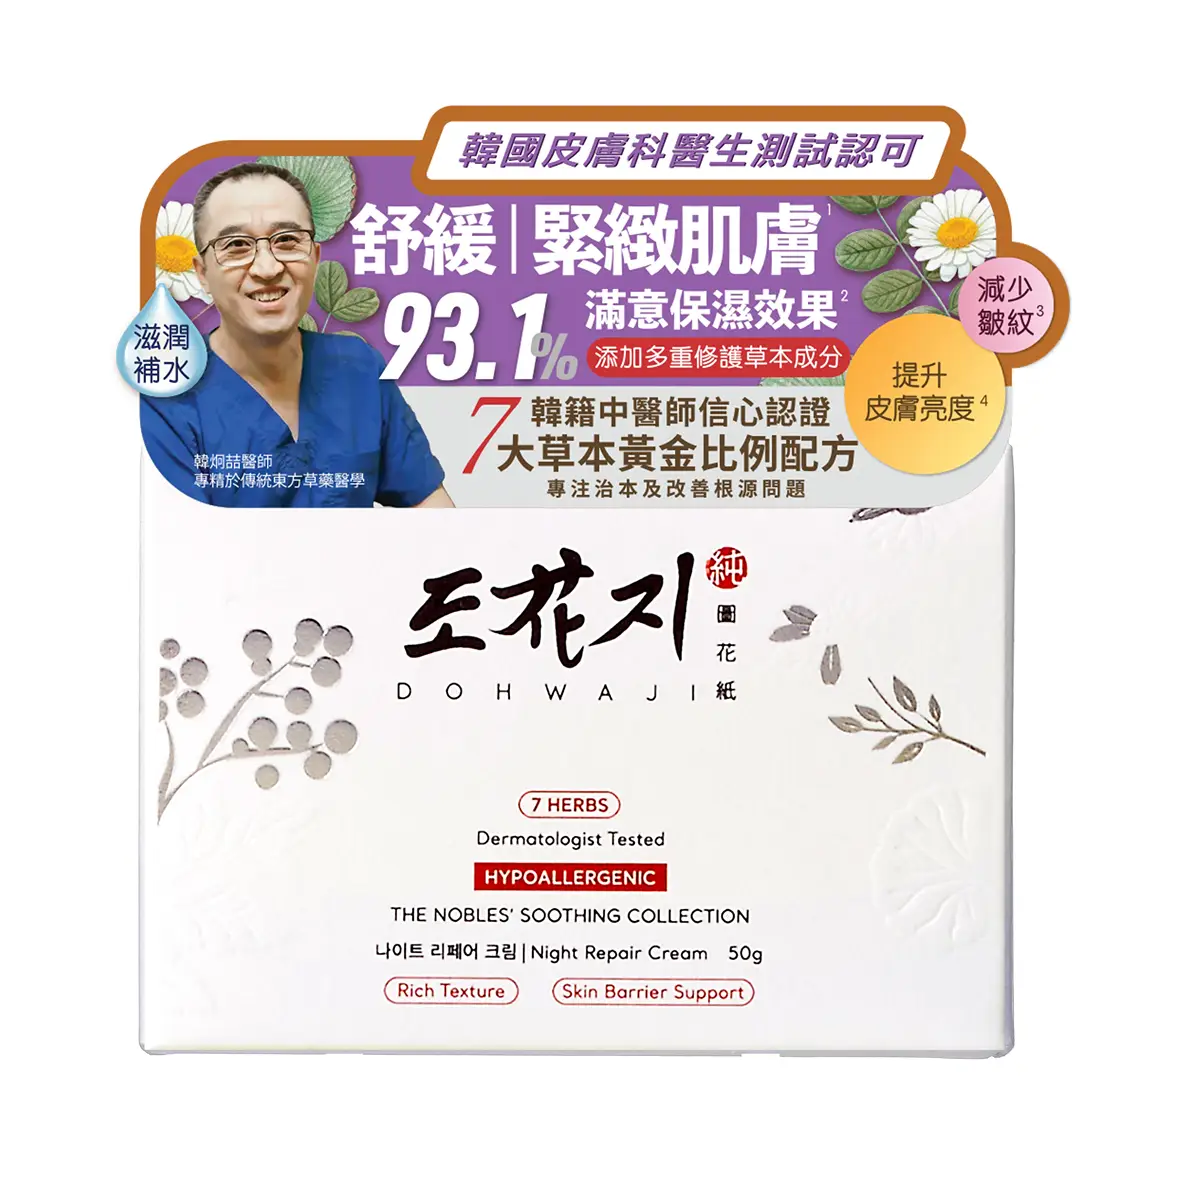 韓國皮膚科醫生測試認可
舒緩|緊緻肌膚¹
93.1%
滿意保濕效果²
添加多重修護草本成分
減少
皺紋³
滋潤
補水
提升
皮膚亮度⁴
7
韓籍中醫師信心認證
大草本黃金比例配方
專注治本及改善根源問題
韓炯喆醫師
專精於傳統東方草藥醫學
도花지
純
圖花紙
DOHWAJI
7 HERBS
Dermatologist Tested
HYPOALLERGENIC
THE NOBLES' SOOTHING COLLECTION
나이트 리페어 크림|Night Repair Cream 50g
Rich Texture
Skin Barrier Support